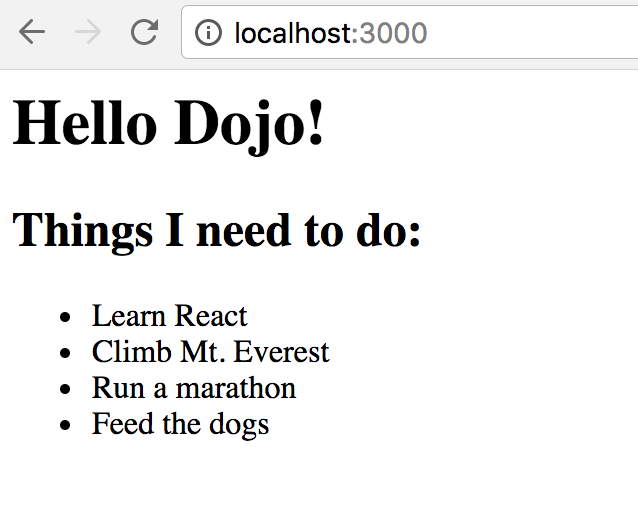 localhost:3000
Hello Dojo!
Things I need to do:
Learn React
Climb Mt. Everest
Run a marathon
Feed the dogs